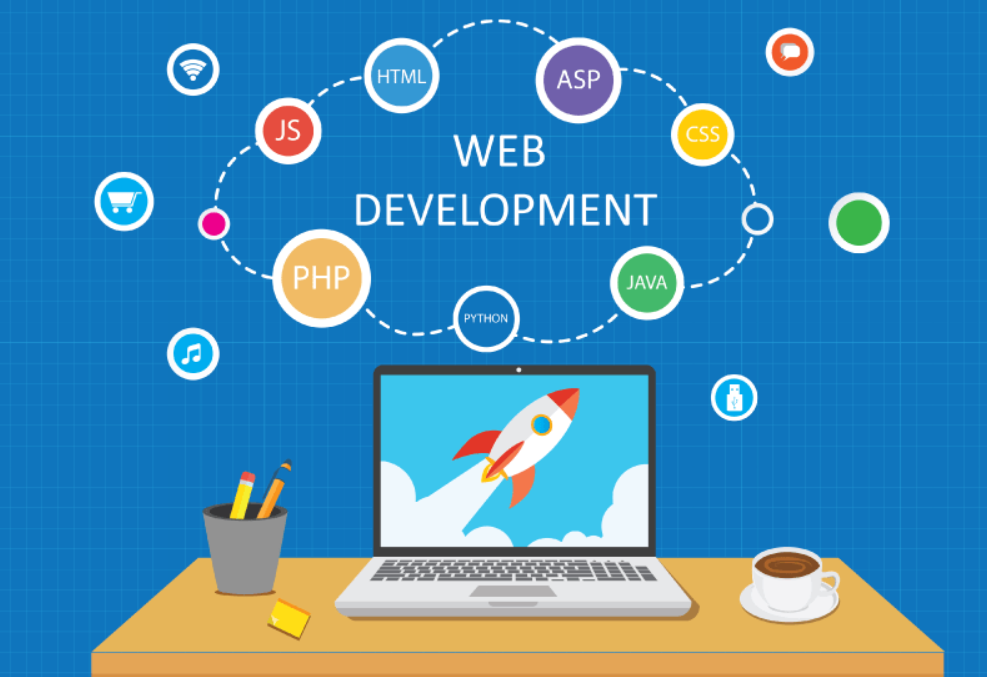 HTML
ASP
JS
CSS
WEB
DEVELOPMENT
PHP
JAVA
PYTHON